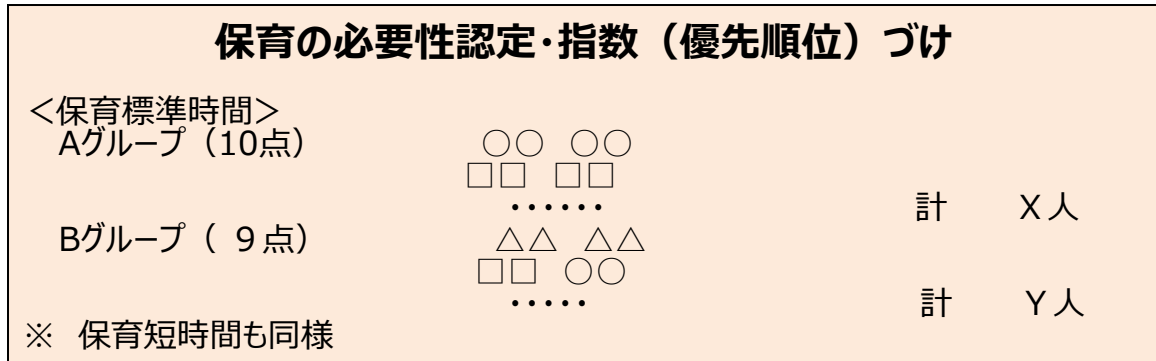 保育の必要性認定･指数（優先順位）づけ
＜保育標準時間＞
Aグループ（10点） ○○ ○○
□□ □□
・・・・・・
計 X人
Bグループ（ 9点） △△ △△
□□ ○○
・・・・・
計 Y人
※ 保育短時間も同様